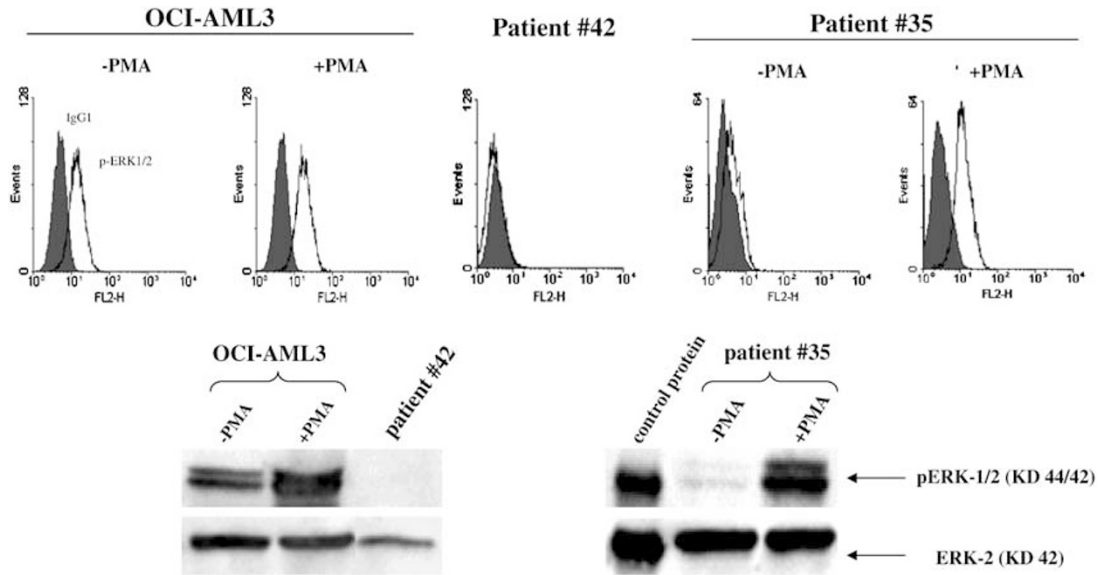 OCI-AML3
Patient #42
Patient #35
-PMA
+PMA
-PMA
+PMA
128
IgG1
p-ERK1/2
Events
0
10⁰ 10¹ 10² 10³ 10⁴
FL2-H
128
Events
0
10⁰ 10¹ 10² 10³ 10⁴
FL2-H
128
Events
0
10⁰ 10¹ 10² 10³ 10⁴
FL2-H
64
Events
0
10⁰ 10¹ 10² 10³ 10⁴
FL2-H
64
Events
0
10⁰ 10¹ 10² 10³ 10⁴
FL2-H
OCI-AML3
-PMA
+PMA
patient #42
control protein
patient #35
-PMA
+PMA
pERK-1/2 (KD 44/42)
ERK-2 (KD 42)